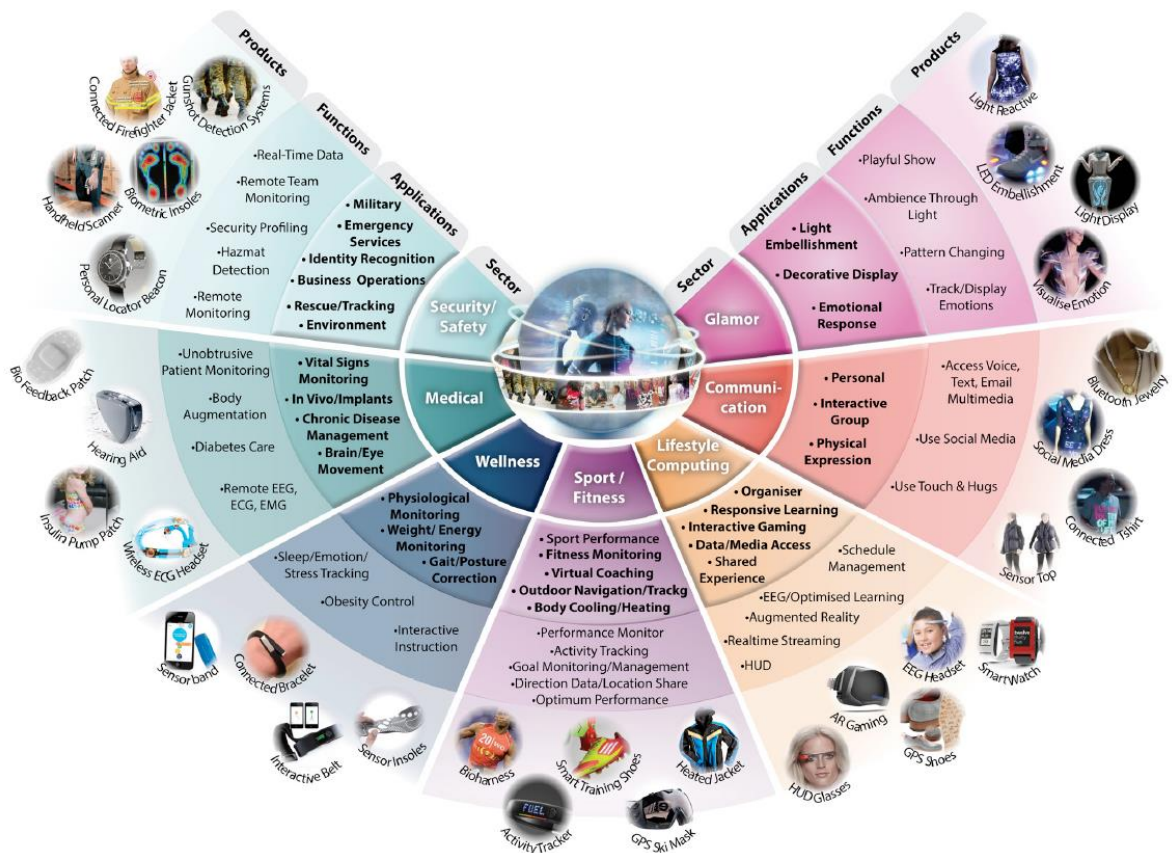 Products
Functions
Applications
Sector
Security/
Safety
• Military
• Emergency
Services
• Identity Recognition
• Business Operations
• Rescue/Tracking
• Environment
•Real-Time Data
•Remote Team
Monitoring
•Security Profiling
•Hazmat
Detection
•Remote
Monitoring
Connected Firefighter Jacket
Gunshot Detection Systems
Handheld Scanner
Biometric Insoles
Personal Locator Beacon
Medical
• Vital Signs
Monitoring
• In Vivo/Implants
• Chronic Disease
Management
• Brain/Eye
Movement
•Unobtrusive
Patient Monitoring
•Body
Augmentation
•Diabetes Care
•Remote EEG,
ECG, EMG
Bio Feedback Patch
Hearing Aid
Insulin Pump Patch
Wireless ECG Headset
Wellness
• Physiological
Monitoring
• Weight/ Energy
Monitoring
• Gait/Posture
Correction
•Sleep/Emotion/
Stress Tracking
•Obesity Control
•Interactive
Instruction
Sensor band
Connected Bracelet
Interactive Belt
Sensor Insoles
Sport /
Fitness
• Sport Performance
• Fitness Monitoring
• Virtual Coaching
• Outdoor Navigation/Trackg
• Body Cooling/Heating
•Performance Monitor
•Activity Tracking
•Goal Monitoring/Management
•Direction Data/Location Share
•Optimum Performance
Bioharness
Smart Training Shoes
Heated Jacket
FUEL
Activity Tracker
GPS Ski Mask
Lifestyle
Computing
• Organiser
• Responsive Learning
• Interactive Gaming
• Data/Media Access
• Shared
Experience
•Schedule
Management
•EEG/Optimised Learning
•Augmented Reality
•Realtime Streaming
•HUD
EEG Headset
Smart Watch
AR Gaming
GPS Shoes
HUD Glasses
Communi-
cation
• Personal
• Interactive
Group
• Physical
Expression
•Access Voice,
Text, Email
Multimedia
•Use Social Media
•Use Touch & Hugs
Bluetooth Jewelry
Social Media Dress
Connected Tshirt
Sensor Top
Glamor
• Light
Embellishment
• Decorative Display
• Emotional
Response
•Playful Show
•Ambience Through
Light
•Pattern Changing
•Track/Display
Emotions
Light Reactive
LED Embellishment
Light Display
Visualise Emotion
Sector
Applications
Functions
Products